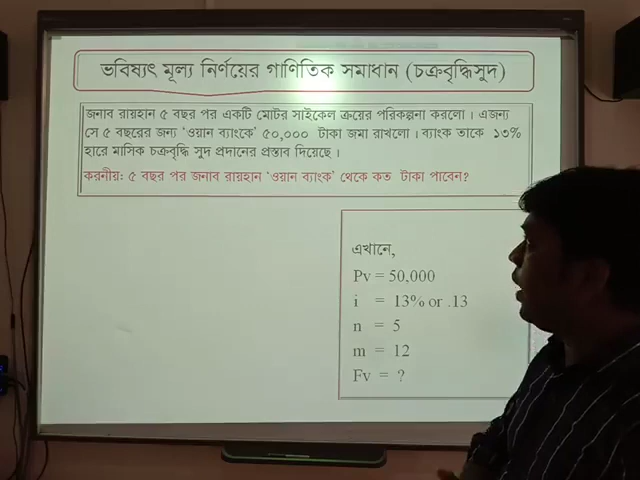 ভবিষ্যৎ মূল্য নির্ণয়ের গাণিতিক সমাধান (চক্রবৃদ্ধিসুদ)
জনাব রায়হান ৫ বছর পর একটি মোটর সাইকেল ক্রয়ের পরিকল্পনা করলো। এজন্য
সে ৫ বছরের জন্য ‘ওয়ান ব্যাংকে’ ৫০,০০০ টাকা জমা রাখলো। ব্যাংক তাকে ১৩%
হারে মাসিক চক্রবৃদ্ধি সুদ প্রদানের প্রস্তাব দিয়েছে।
করনীয়: ৫ বছর পর জনাব রায়হান ‘ওয়ান ব্যাংক’ থেকে কত টাকা পাবেন?
এখানে,
Pv = 50,000
i = 13% or .13
n = 5
m = 12
Fv = ?